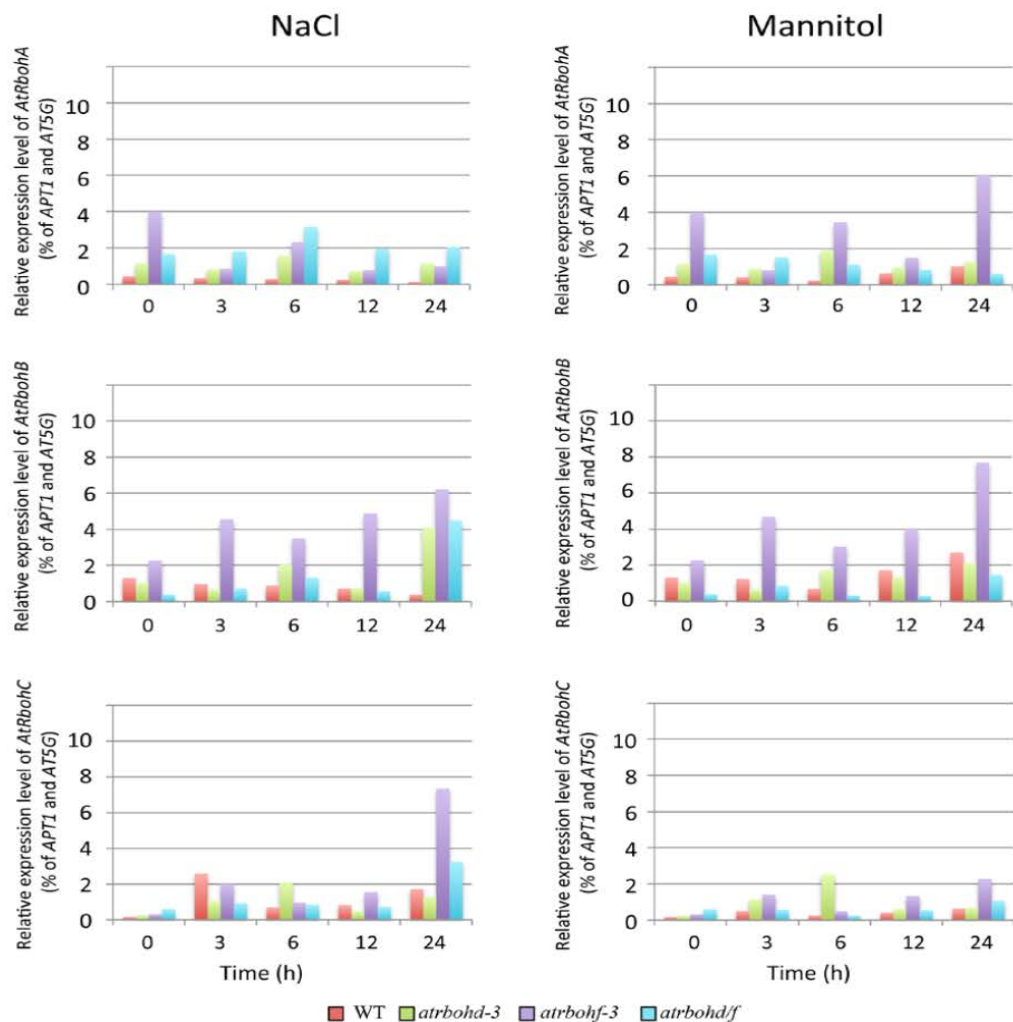 NaCl
Mannitol
Relative expression level of AtRbohA
(% of APT1 and AT5G)
10
8
6
4
2
0
0 3 6 12 24
Relative expression level of AtRbohA
(% of APT1 and AT5G)
10
8
6
4
2
0
0 3 6 12 24
Relative expression level of AtRbohB
(% of APT1 and AT5G)
10
8
6
4
2
0
0 3 6 12 24
Relative expression level of AtRbohB
(% of APT1 and AT5G)
10
8
6
4
2
0
0 3 6 12 24
Relative expression level of AtRbohC
(% of APT1 and AT5G)
10
8
6
4
2
0
0 3 6 12 24
Time (h)
Relative expression level of AtRbohC
(% of APT1 and AT5G)
10
8
6
4
2
0
0 3 6 12 24
Time (h)
WT atrbohd-3 atrbohf-3 atrbohd/f